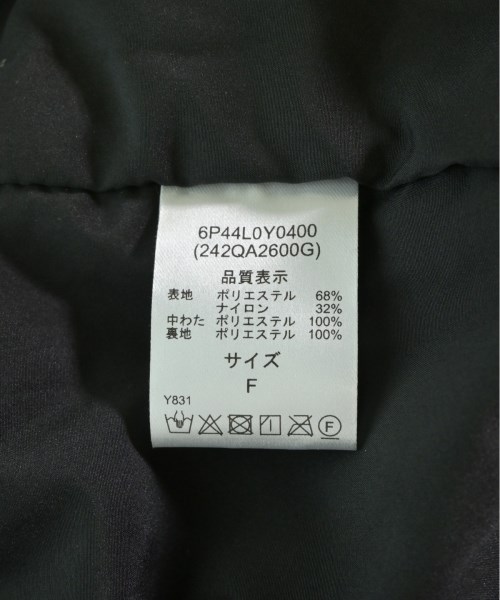 6P44L0Y0400
(242QA2600G)
品質表示
表地 ポリエステル 68%
ナイロン 32%
中わた ポリエステル 100%
裏地 ポリエステル 100%
サイズ
F
Y831
F